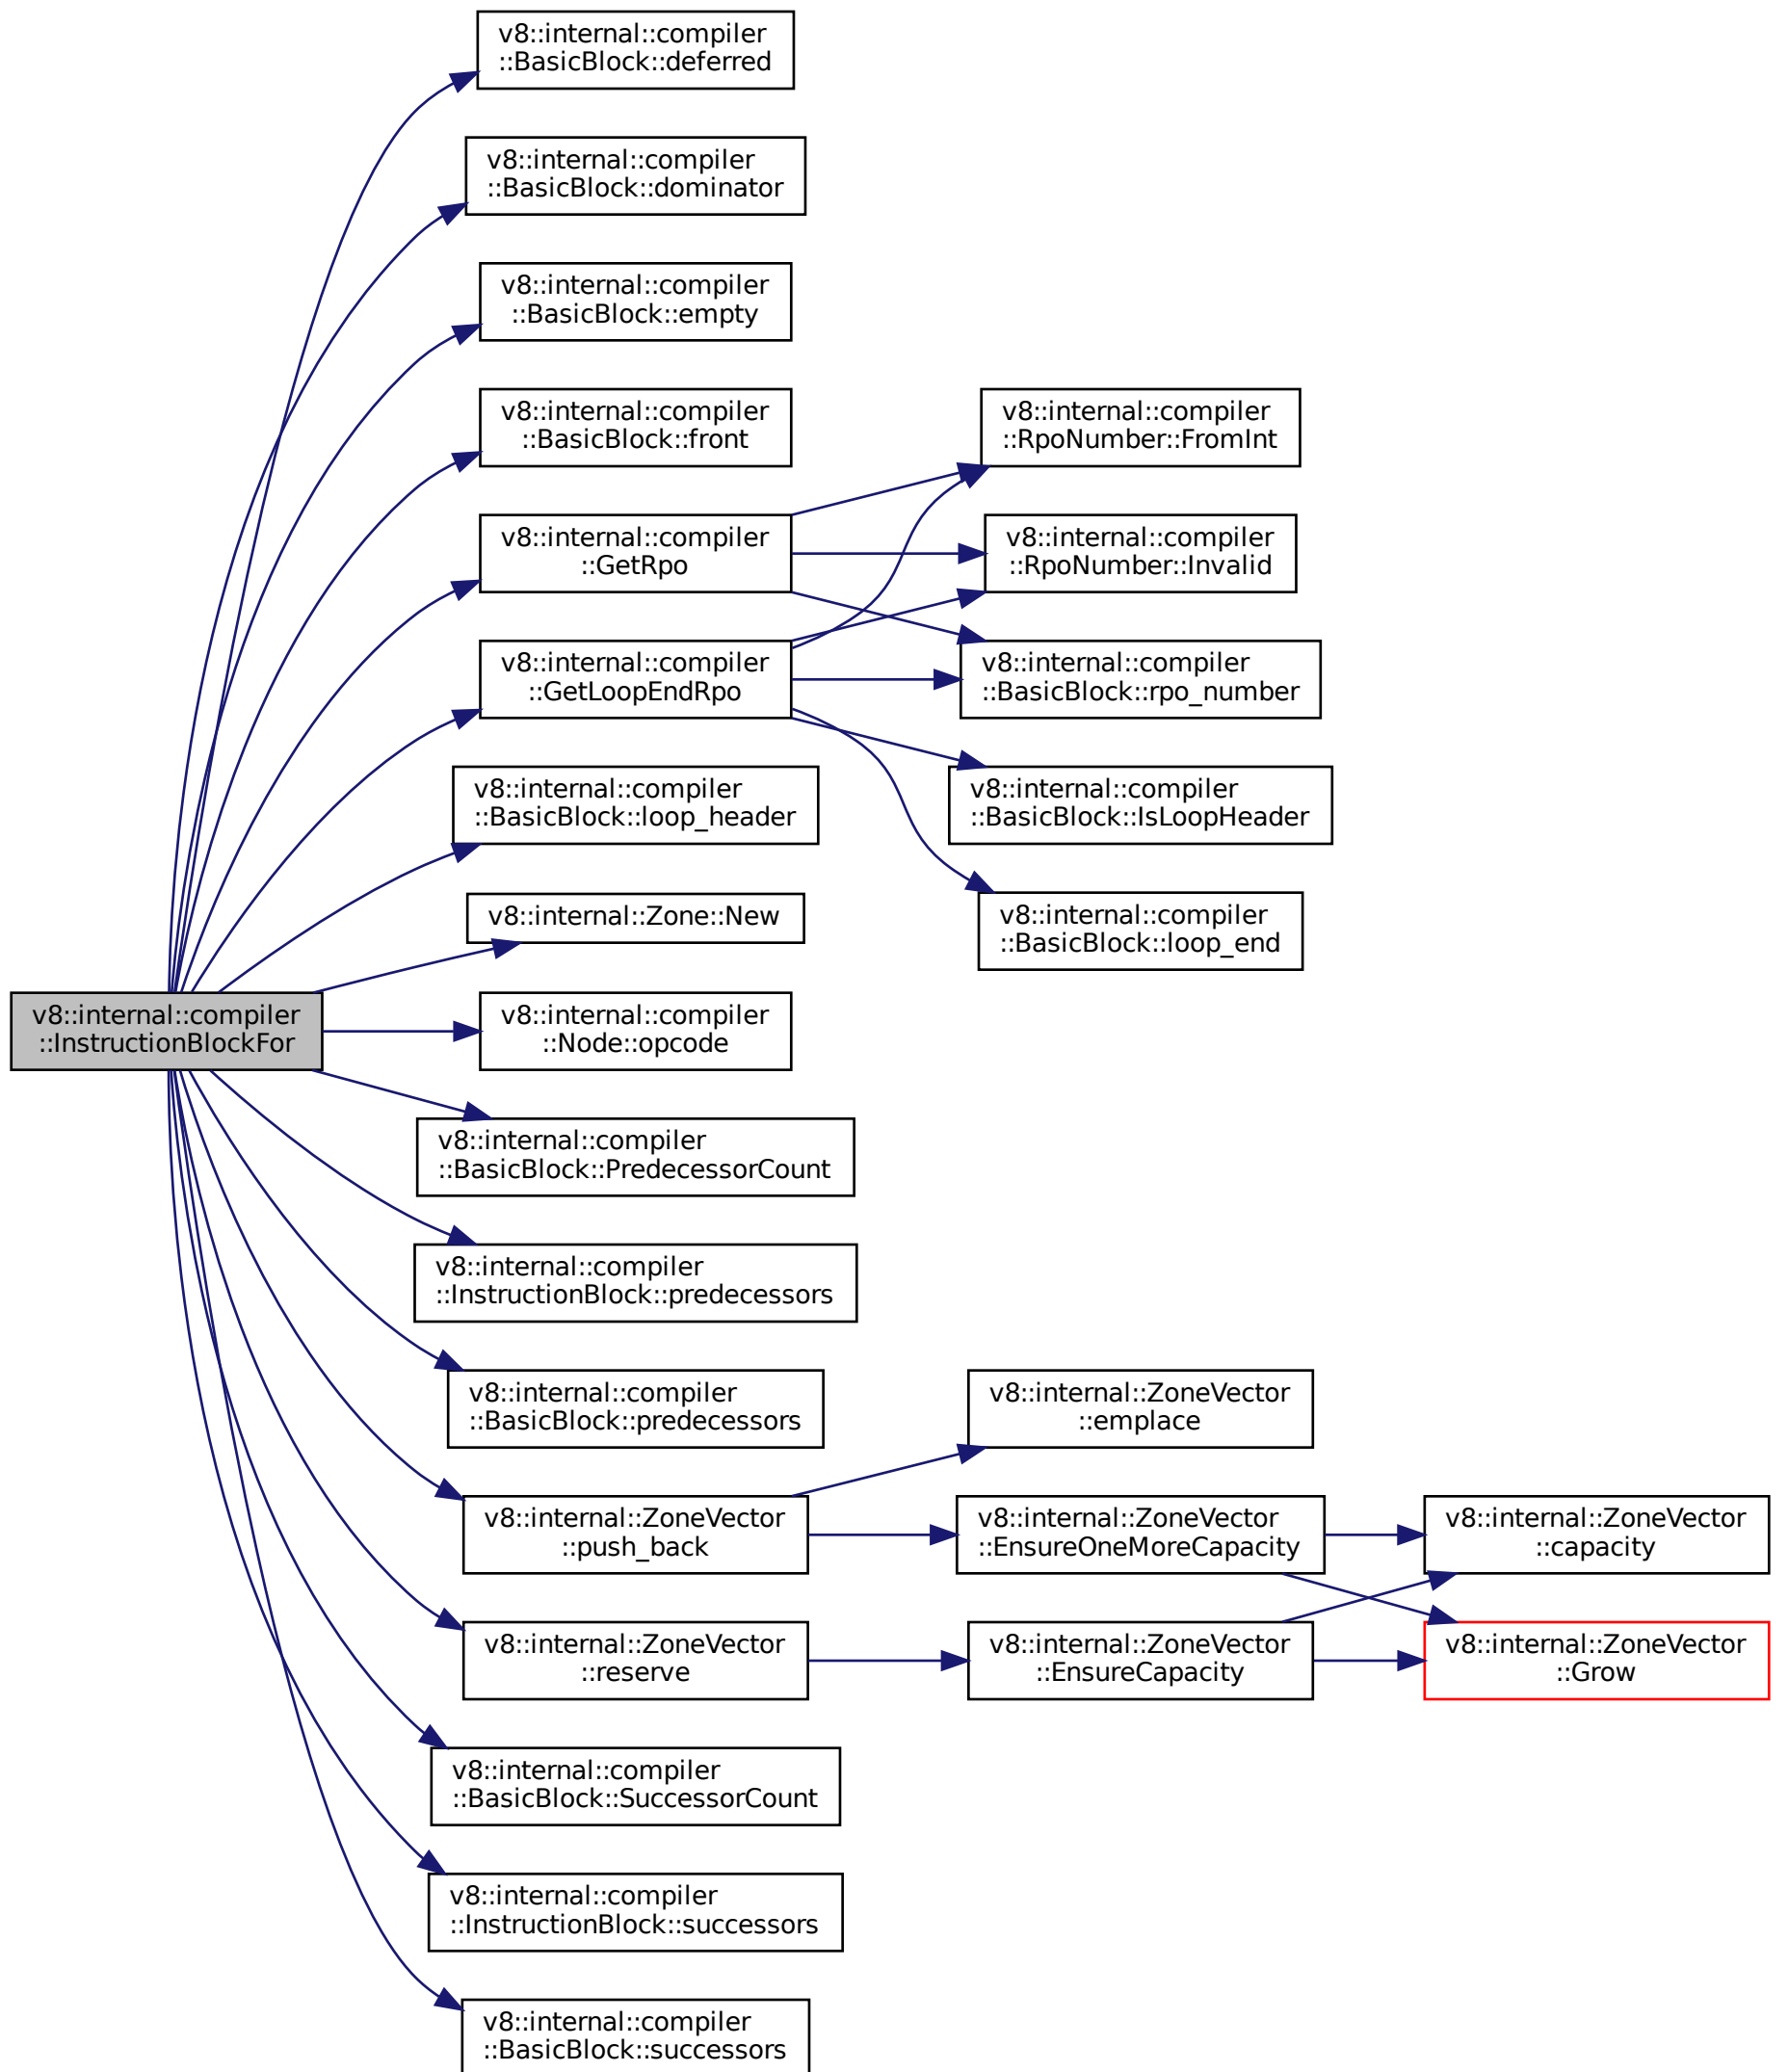 v8::internal::compiler
::BasicBlock::deferred
v8::internal::compiler
::BasicBlock::dominator
v8::internal::compiler
::BasicBlock::empty
v8::internal::compiler
::BasicBlock::front
v8::internal::compiler
::RpoNumber::FromInt
v8::internal::compiler
::GetRpo
v8::internal::compiler
::RpoNumber::Invalid
v8::internal::compiler
::GetLoopEndRpo
v8::internal::compiler
::BasicBlock::rpo_number
v8::internal::compiler
::BasicBlock::loop_header
v8::internal::compiler
::BasicBlock::IsLoopHeader
v8::internal::Zone::New
v8::internal::compiler
::BasicBlock::loop_end
v8::internal::compiler
::InstructionBlockFor
v8::internal::compiler
::Node::opcode
v8::internal::compiler
::BasicBlock::PredecessorCount
v8::internal::compiler
::InstructionBlock::predecessors
v8::internal::compiler
::BasicBlock::predecessors
v8::internal::ZoneVector
::emplace
v8::internal::ZoneVector
::push_back
v8::internal::ZoneVector
::EnsureOneMoreCapacity
v8::internal::ZoneVector
::capacity
v8::internal::ZoneVector
::reserve
v8::internal::ZoneVector
::EnsureCapacity
v8::internal::ZoneVector
::Grow
v8::internal::compiler
::BasicBlock::SuccessorCount
v8::internal::compiler
::InstructionBlock::successors
v8::internal::compiler
::BasicBlock::successors